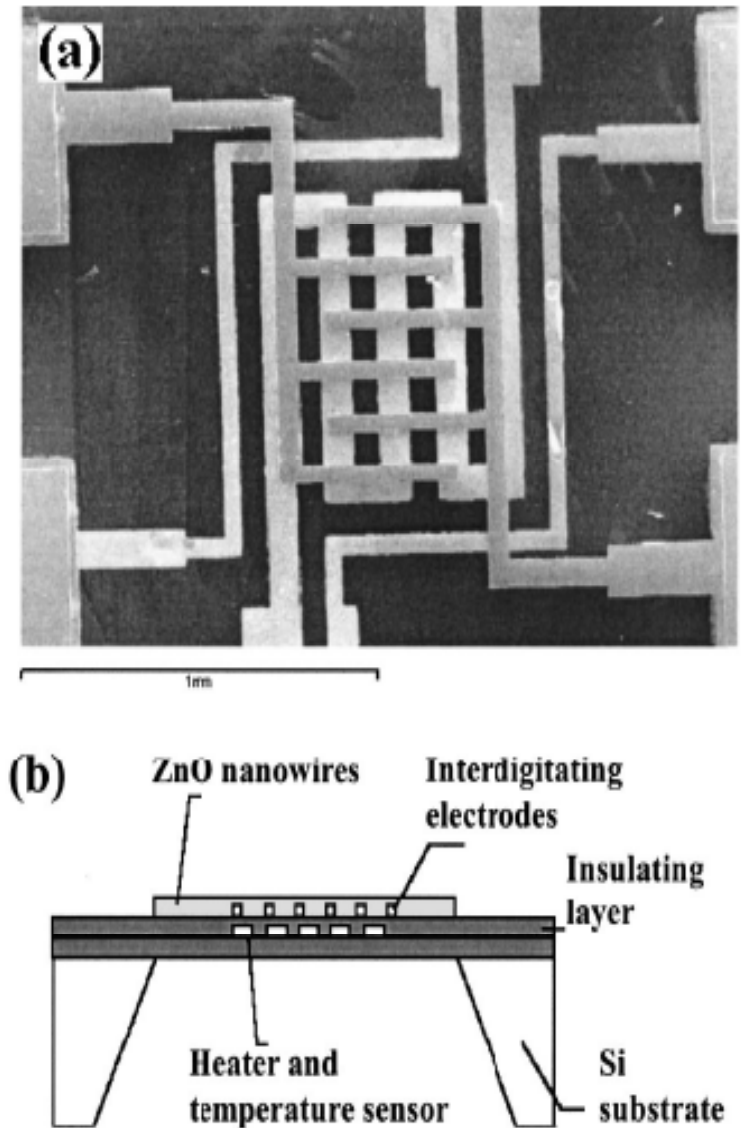 (a)
1mm
(b)
ZnO nanowires
Interdigitating
electrodes
Insulating
layer
Heater and
temperature sensor
Si
substrate